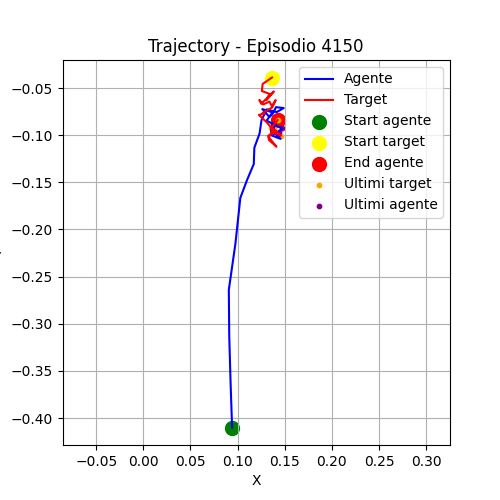 Trajectory - Episodio 4150
Agente
Target
Start agente
Start target
End agente
Ultimi target
Ultimi agente
−0.05
−0.10
−0.15
−0.20
−0.25
−0.30
−0.35
−0.40
−0.05
0.00
0.05
0.10
0.15
0.20
0.25
0.30
X